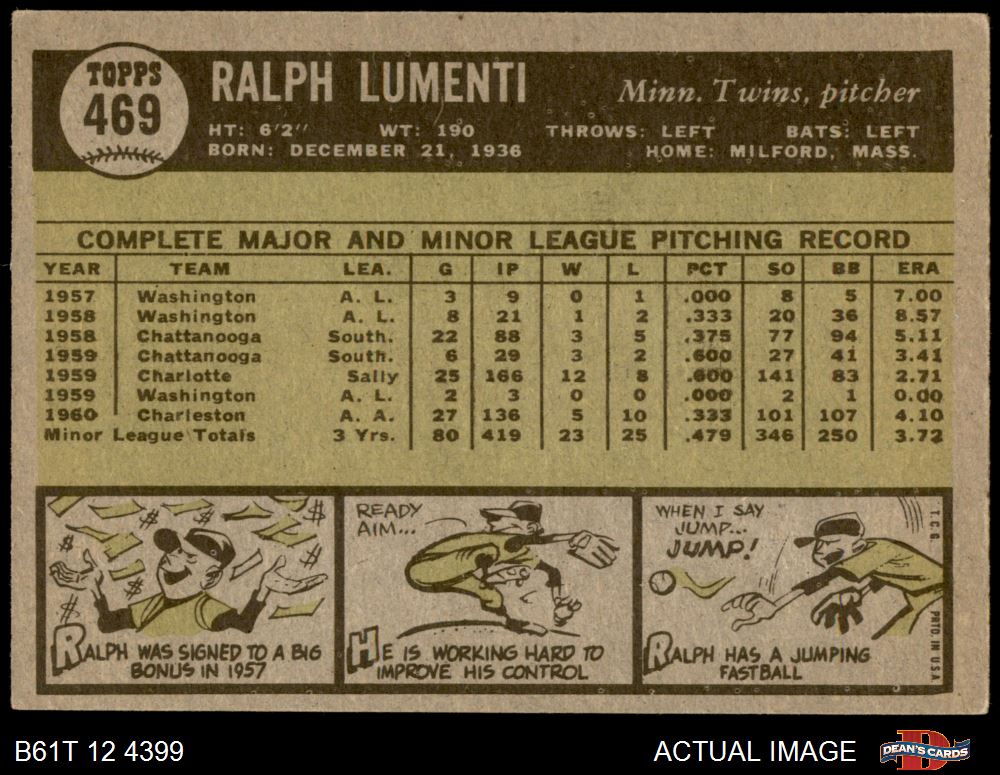 TOPPS
469
RALPH LUMENTI
Minn. Twins, pitcher
HT: 6'2" WT: 190 THROWS: LEFT BATS: LEFT
BORN: DECEMBER 21, 1936 HOME: MILFORD, MASS.
COMPLETE MAJOR AND MINOR LEAGUE PITCHING RECORD
YEAR TEAM LEA. G IP W L PCT SO BB ERA
1957 Washington A. L. 3 9 0 1 .000 8 5 7.00
1958 Washington A. L. 8 21 1 2 .333 20 36 8.57
1958 Chattanooga South. 22 88 3 5 .375 77 94 5.11
1959 Chattanooga South. 6 29 3 2 .600 27 41 3.41
1959 Charlotte Sally 25 166 12 8 .600 141 83 2.71
1959 Washington A. L. 2 3 0 0 .000 2 1 0.00
1960 Charleston A. A. 27 136 5 10 .333 101 107 4.10
Minor League Totals 3 Yrs. 80 419 23 25 .479 346 250 3.72
RALPH WAS SIGNED TO A BIG
BONUS IN 1957
READY
AIM...
HE IS WORKING HARD TO
IMPROVE HIS CONTROL
WHEN I SAY
JUMP...
JUMP!
RALPH HAS A JUMPING
FASTBALL
T.C.G.
PRTD. IN U.S.A.
B61T 12 4399
ACTUAL IMAGE
DEAN'S CARDS